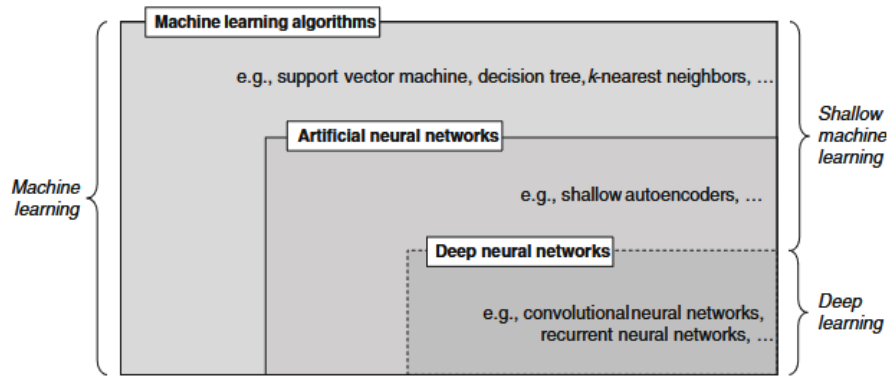 Machine learning algorithms
e.g., support vector machine, decision tree, k-nearest neighbors, ...
Artificial neural networks
Shallow
machine
learning
Machine
learning
e.g., shallow autoencoders, ...
Deep neural networks
e.g., convolutional neural networks,
recurrent neural networks, ...
Deep
learning